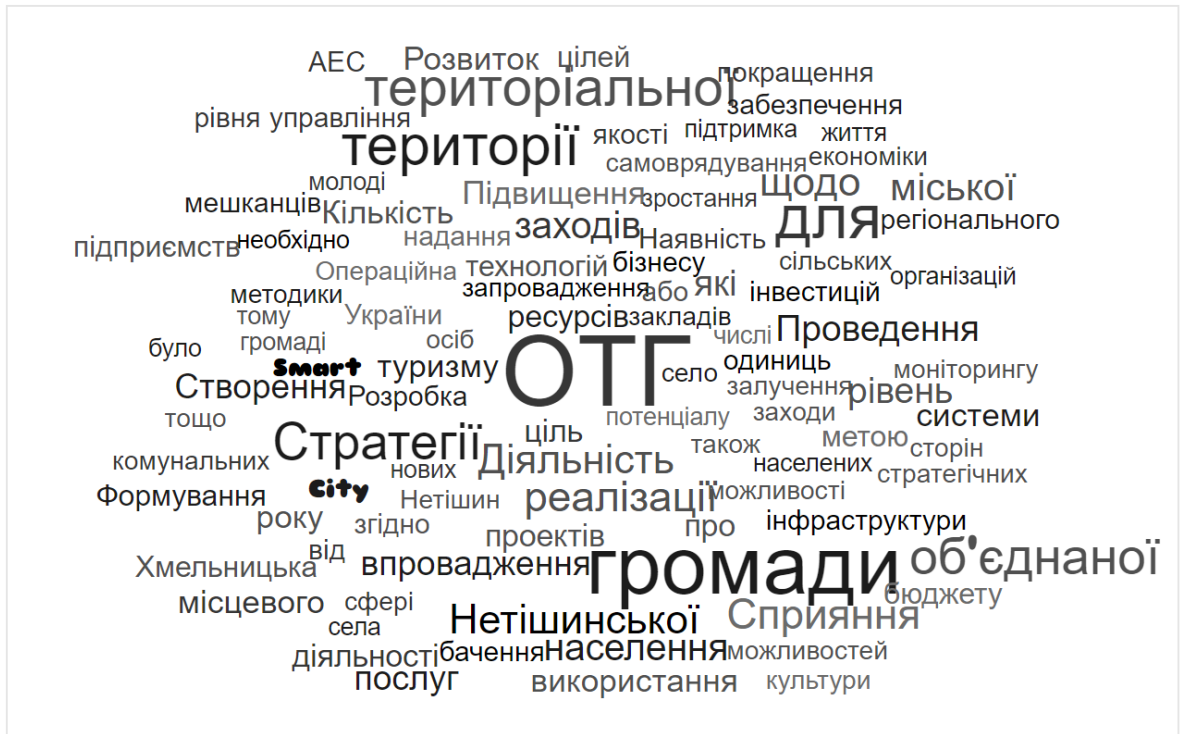 АЕС Розвиток цілей
територіальної покращення
забезпечення
рівня управління
території якості підтримка життя
самоврядування економіки
молоді Підвищення зростання щодо міської
мешканців Кількість заходів для регіонального
підприємств необхідно надання Наявність
Операційна технологій бізнесу сільських організацій
методики запровадження або які інвестицій
тому України ресурсів закладів
було громаді осіб ОТГ числі Проведення
Smart туризму село одиниць моніторингу
Створення Розробка залучення рівень
тощо потенціалу заходи системи
Стратегії ціль також метою сторін
комунальних нових Діяльність населених стратегічних
Формування City Нетішин реалізації можливості
року згідно проектів про інфраструктури
Хмельницька від впровадження громади об'єднаної
місцевого сфері бюджету
села Нетішинської Сприяння
діяльності бачення населення можливостей
послуг використання культури